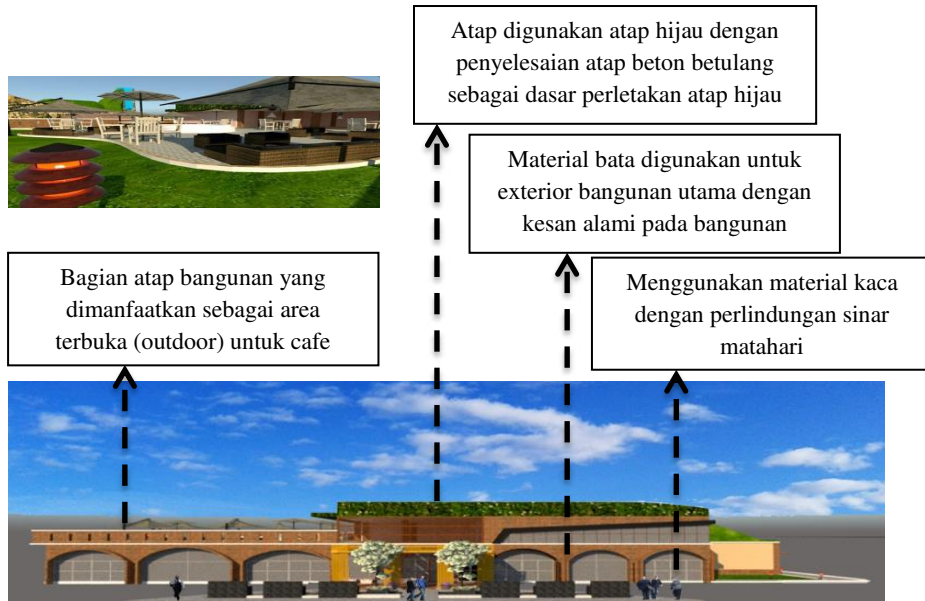 Atap digunakan atap hijau dengan
penyelesaian atap beton betulang
sebagai dasar perletakan atap hijau
Material bata digunakan untuk
exterior bangunan utama dengan
kesan alami pada bangunan
Bagian atap bangunan yang
dimanfaatkan sebagai area
terbuka (outdoor) untuk cafe
Menggunakan material kaca
dengan perlindungan sinar
matahari